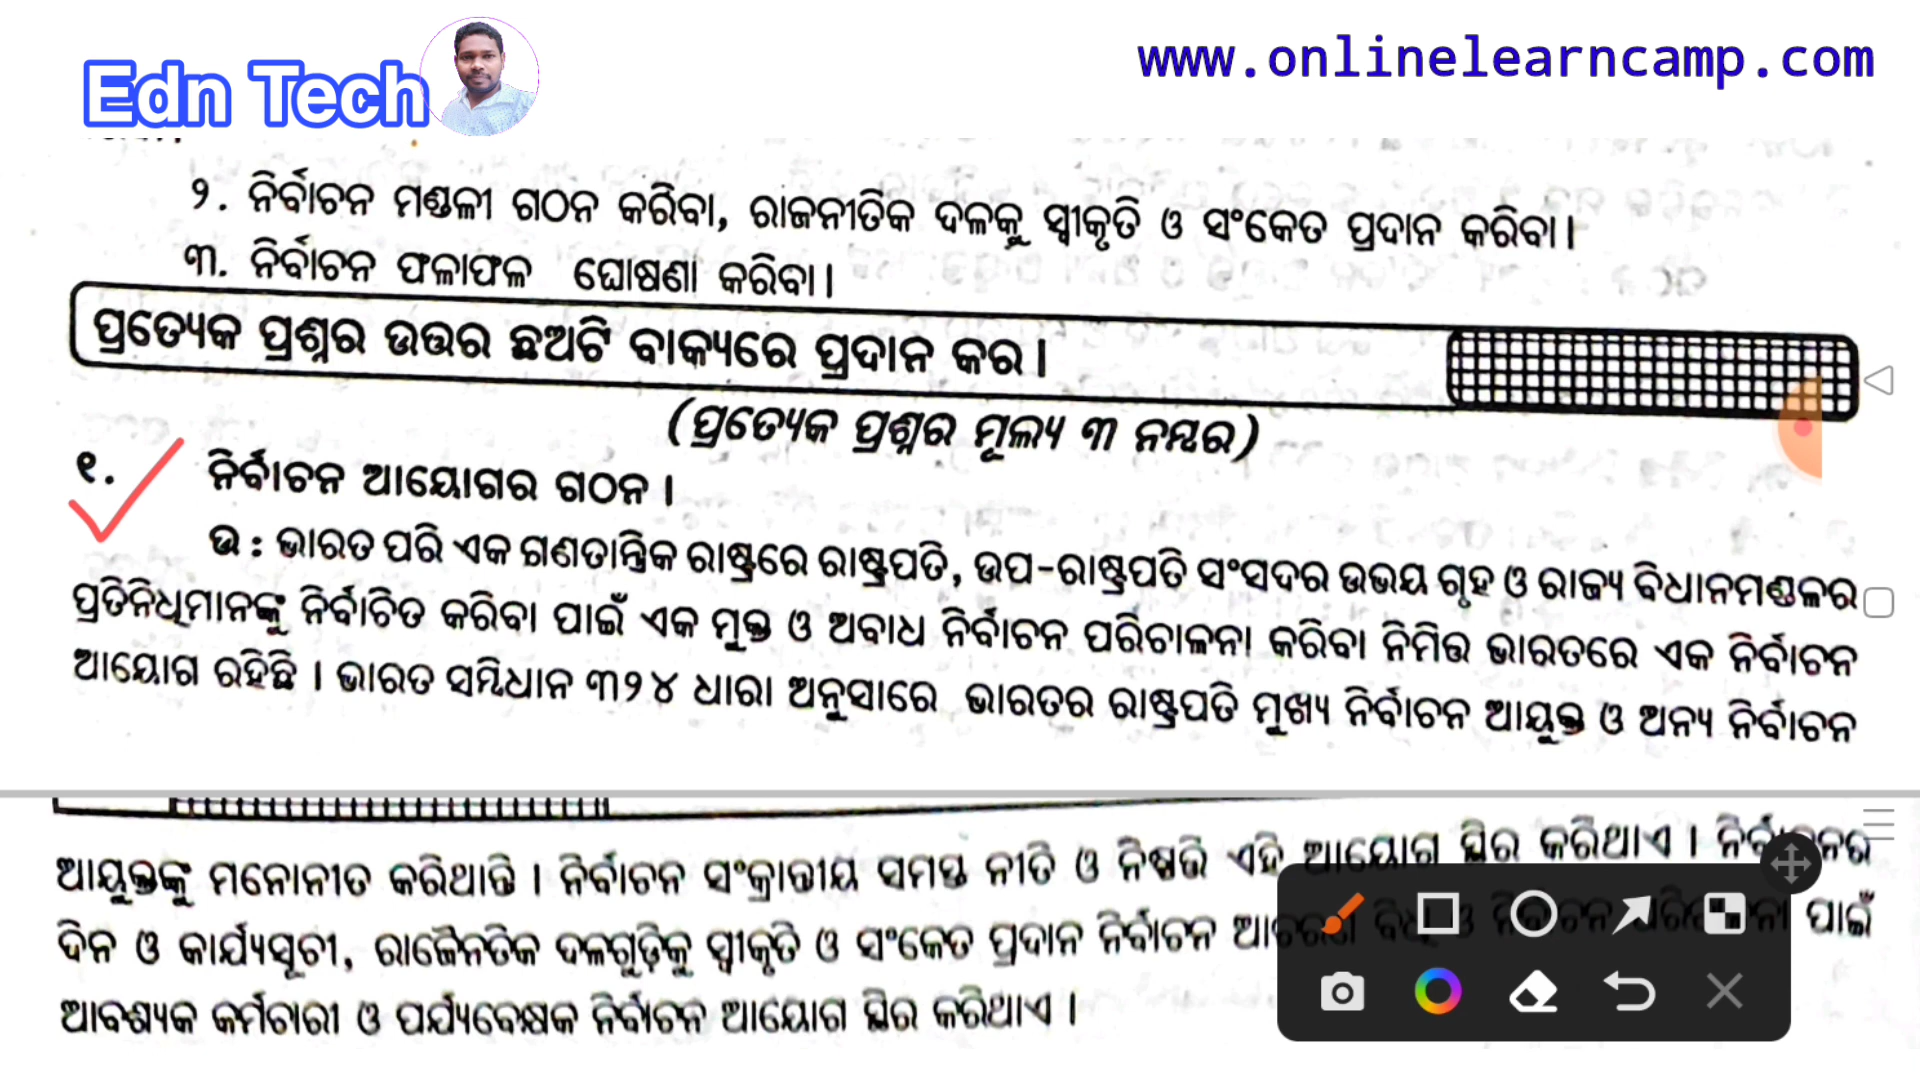 Edn Tech
www.onlinelearncamp.com
୨. ନିର୍ବାଚନ ମଣ୍ଡଳୀ ଗଠନ କରିବା, ରାଜନୀତିକ ଦଳକୁ ସ୍ୱୀକୃତି ଓ ସଂକେତ ପ୍ରଦାନ କରିବା।
୩. ନିର୍ବାଚନ ଫଳାଫଳ ଘୋଷଣା କରିବା।
ପ୍ରତ୍ୟେକ ପ୍ରଶ୍ନର ଉତ୍ତର ଛଅଟି ବାକ୍ୟରେ ପ୍ରଦାନ କର।
(ପ୍ରତ୍ୟେକ ପ୍ରଶ୍ନର ମୂଲ୍ୟ ୩ ନମ୍ବର)
୧. ନିର୍ବାଚନ ଆୟୋଗର ଗଠନ ।
ଉ : ଭାରତ ପରି ଏକ ଗଣତାନ୍ତ୍ରିକ ରାଷ୍ଟ୍ରରେ ରାଷ୍ଟ୍ରପତି, ଉପ-ରାଷ୍ଟ୍ରପତି ସଂସଦର ଉଭୟ ଗୃହ ଓ ରାଜ୍ୟ ବିଧାନମଣ୍ଡଳର
ପ୍ରତିନିଧିମାନଙ୍କୁ ନିର୍ବାଚିତ କରିବା ପାଇଁ ଏକ ମୁକ୍ତ ଓ ଅବାଧ ନିର୍ବାଚନ ପରିଚାଳନା କରିବା ନିମିତ୍ତ ଭାରତରେ ଏକ ନିର୍ବାଚନ
ଆୟୋଗ ରହିଛି । ଭାରତ ସମ୍ବିଧାନ ୩୨୪ ଧାରା ଅନୁସାରେ ଭାରତର ରାଷ୍ଟ୍ରପତି ମୁଖ୍ୟ ନିର୍ବାଚନ ଆୟୁକ୍ତ ଓ ଅନ୍ୟ ନିର୍ବାଚନ
ଆୟୁକ୍ତଙ୍କୁ ମନୋନୀତ କରିଥାନ୍ତି । ନିର୍ବାଚନ ସଂକ୍ରାନ୍ତୀୟ ସମସ୍ତ ନୀତି ଓ ନିଷ୍ପତ୍ତି ଏହି ଆୟୋଗ ସ୍ଥିର କରିଥାଏ ।
ଦିନ ଓ କାର୍ଯ୍ୟସୂଚୀ, ରାଜନୈତିକ ଦଳଗୁଡ଼ିକୁ ସ୍ୱୀକୃତି ଓ ସଂକେତ ପ୍ରଦାନ ନିର୍ବାଚନ ପାଇଁ
ଆବଶ୍ୟକ କର୍ମଚାରୀ ଓ ପର୍ଯ୍ୟବେକ୍ଷକ ନିର୍ବାଚନ ଆୟୋଗ ସ୍ଥିର କରିଥାଏ ।